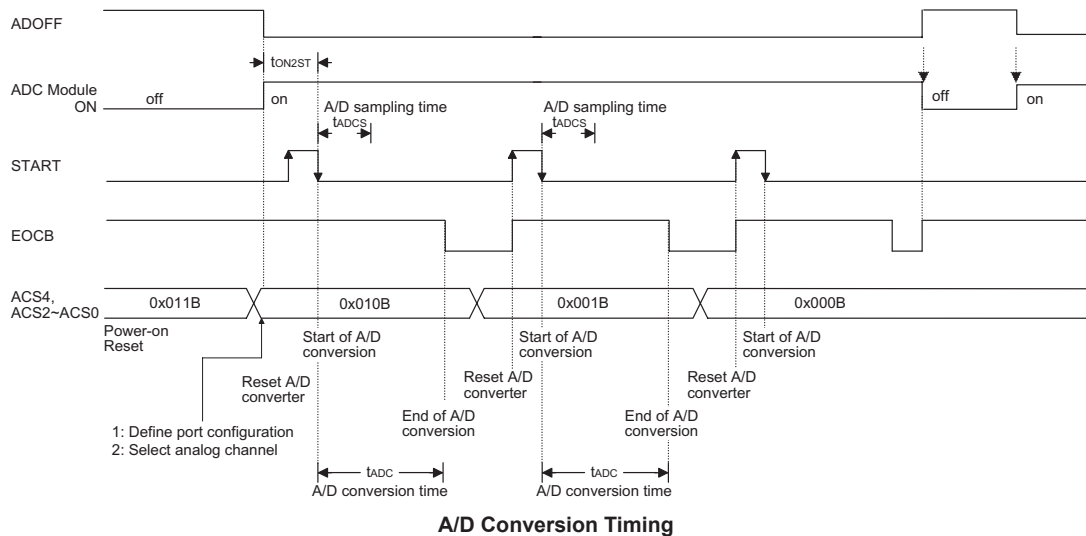 ADOFF
tON2ST
ADC Module
ON
off
on
off
on
A/D sampling time
tADCS
A/D sampling time
tADCS
START
EOCB
ACS4,
ACS2~ACS0
0x011B
0x010B
0x001B
0x000B
Power-on
Reset
Start of A/D
conversion
Start of A/D
conversion
Start of A/D
conversion
Reset A/D
converter
Reset A/D
converter
Reset A/D
converter
End of A/D
conversion
End of A/D
conversion
1: Define port configuration
2: Select analog channel
tADC
A/D conversion time
tADC
A/D conversion time
A/D Conversion Timing